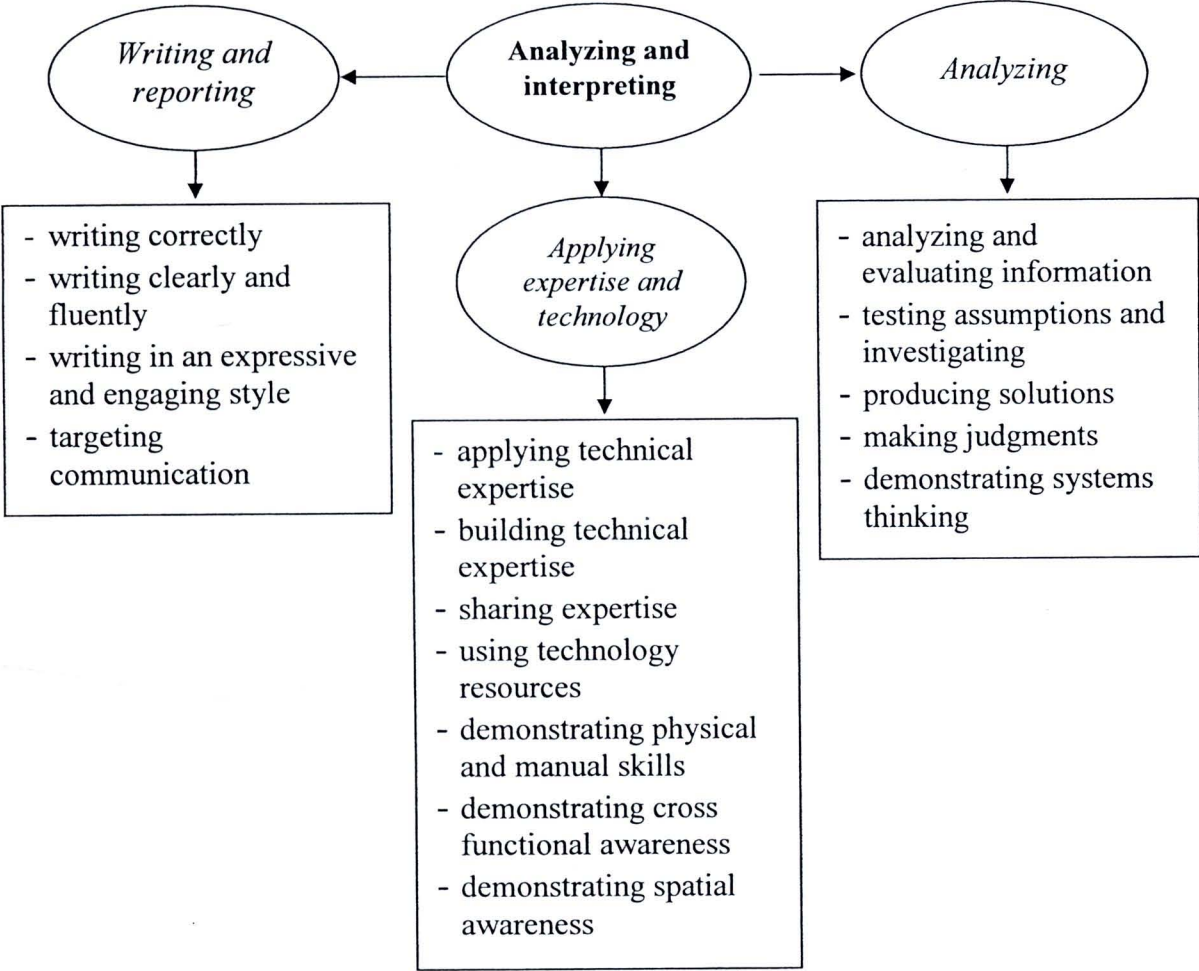 Writing and
reporting
Analyzing and
interpreting
Analyzing
- writing correctly
- writing clearly and
fluently
- writing in an expressive
and engaging style
- targeting
communication
Applying
expertise and
technology
- applying technical
expertise
- building technical
expertise
- sharing expertise
- using technology
resources
- demonstrating physical
and manual skills
- demonstrating cross
functional awareness
- demonstrating spatial
awareness
- analyzing and
evaluating information
- testing assumptions and
investigating
- producing solutions
- making judgments
- demonstrating systems
thinking